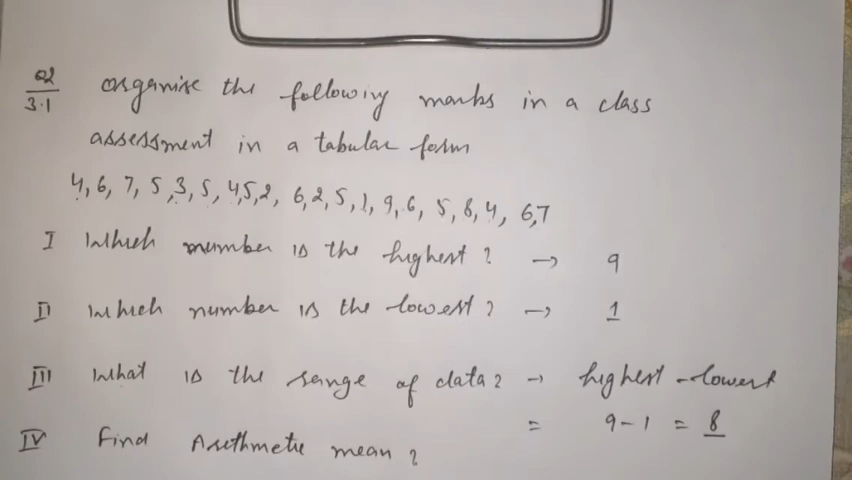 Q2
3.1 organise the following marks in a class
assessment in a tabular form
4, 6, 7, 5, 3, 5, 4, 5, 2, 6, 2, 5, 1, 9, 6, 5, 8, 4, 6, 7
I Which number is the highest? → 9
II Which number is the lowest? → 1
III What is the range of data? → highest - lowest
= 9-1 = 8
IV Find Arithmetic mean?